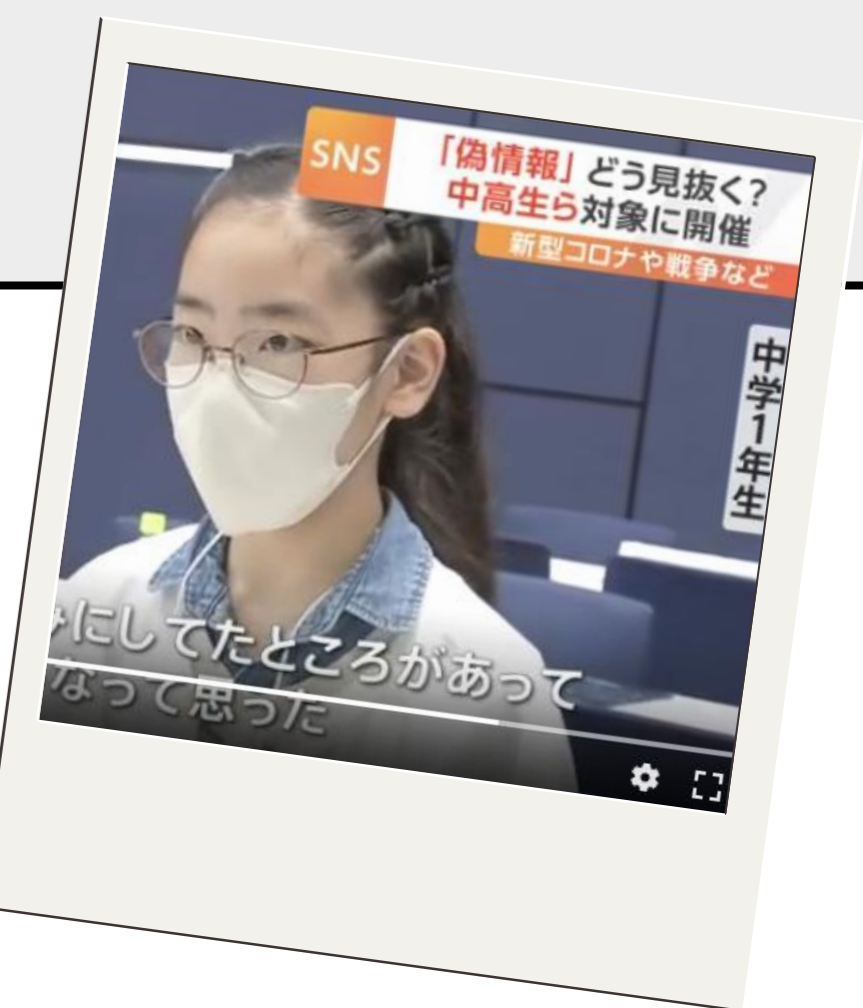 SNS
「偽情報」どう見抜く?
中高生らに対象に開催
新型コロナや戦争など
中学1年生
にしてたところがあって
なって思った